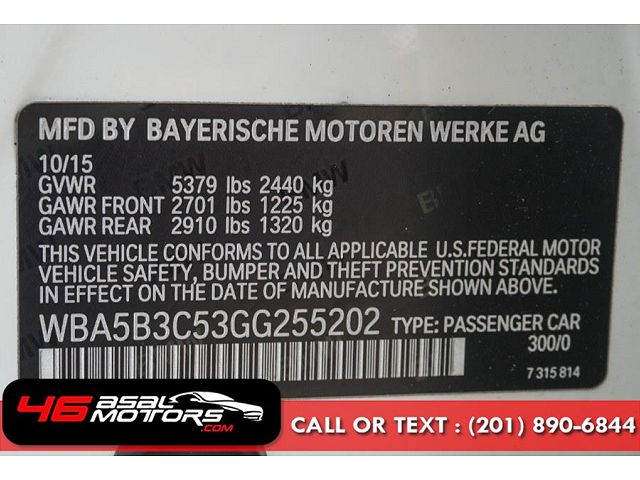 MFD BY BAYERISCHE MOTOREN WERKE AG
10/15
GVWR 5379 lbs 2440 kg
GAWR FRONT 2701 lbs 1225 kg
GAWR REAR 2910 lbs 1320 kg
THIS VEHICLE CONFORMS TO ALL APPLICABLE U.S.FEDERAL MOTOR
VEHICLE SAFETY, BUMPER AND THEFT PREVENTION STANDARDS
IN EFFECT ON THE DATE OF MANUFACTURE SHOWN ABOVE.
WBA5B3C53GG255202 TYPE: PASSENGER CAR
300/0
7 315 814
46 ASAL
MOTORS
.COM
CALL OR TEXT : (201) 890-6844